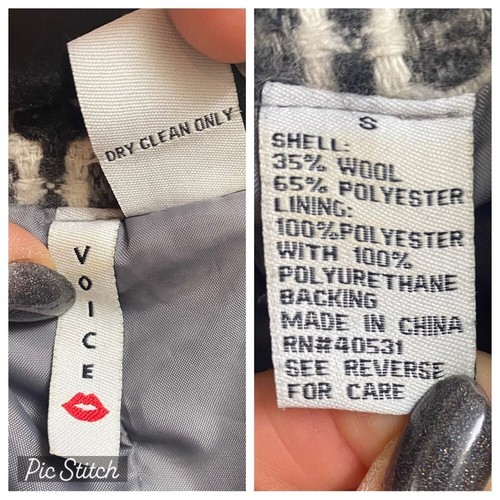 DRY CLEAN ONLY
VOICE
S
SHELL:
35% WOOL
65% POLYESTER
LINING:
100%POLYESTER
WITH 100%
POLYURETHANE
BACKING
MADE IN CHINA
RN#40531
SEE REVERSE
FOR CARE
Pic Stitch